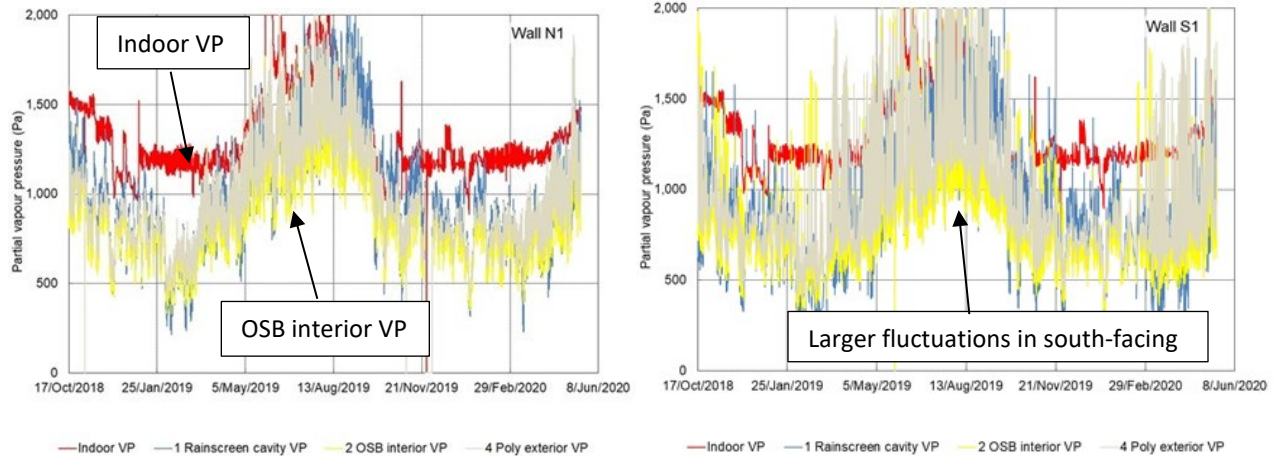 2,000
Wall N1
Indoor VP
1,500
1,000
500
0
Partial vapour pressure (Pa)
OSB interior VP
17/Oct/2018 25/Jan/2019 5/May/2019 13/Aug/2019 21/Nov/2019 29/Feb/2020 8/Jun/2020
Indoor VP 1 Rainscreen cavity VP 2 OSB interior VP 4 Poly exterior VP
2,000
Wall S1
1,500
1,000
500
0
Partial vapour pressure (Pa)
Larger fluctuations in south-facing
17/Oct/2018 25/Jan/2019 5/May/2019 13/Aug/2019 21/Nov/2019 29/Feb/2020 8/Jun/2020
Indoor VP 1 Rainscreen cavity VP 2 OSB interior VP 4 Poly exterior VP